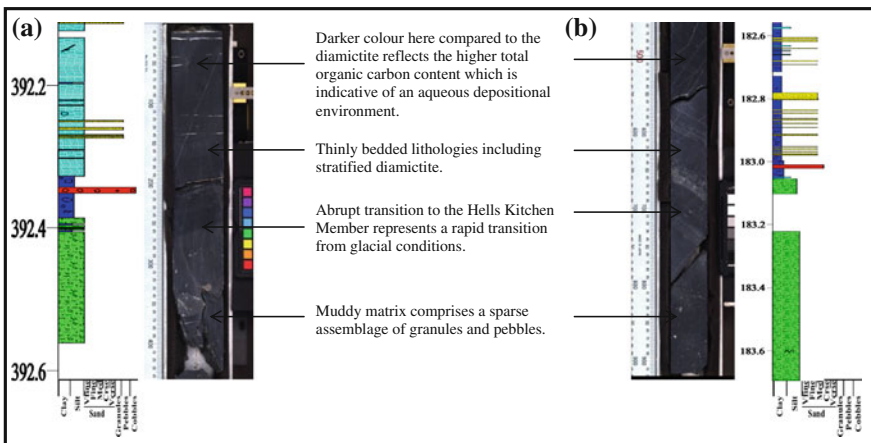 (a)
(b)
392.2
392.4
392.6
Darker colour here compared to the
diamictite reflects the higher total
organic carbon content which is
indicative of an aqueous depositional
environment.
Thinly bedded lithologies including
stratified diamictite.
Abrupt transition to the Hells Kitchen
Member represents a rapid transition
from glacial conditions.
Muddy matrix comprises a sparse
assemblage of granules and pebbles.
182.6
182.8
183.0
183.2
183.4
183.6
Clay
Silt
Sand
Granules
Pebbles
Cobbles
Clay
Silt
Sand
Granules
Pebbles
Cobbles